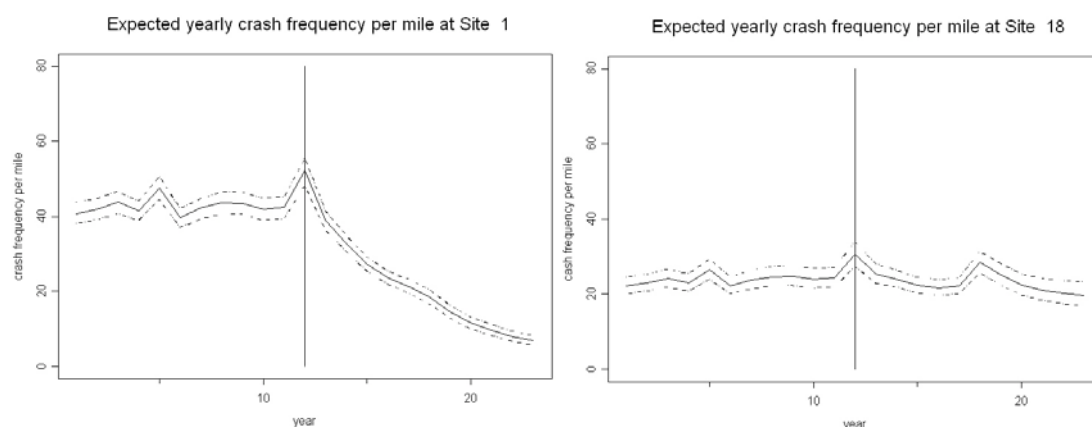 Expected yearly crash frequency per mile at Site 1
crash frequency per mile
80
60
40
20
0
10
20
year
Expected yearly crash frequency per mile at Site 18
cash frequency per mile
80
60
40
20
0
10
20
year